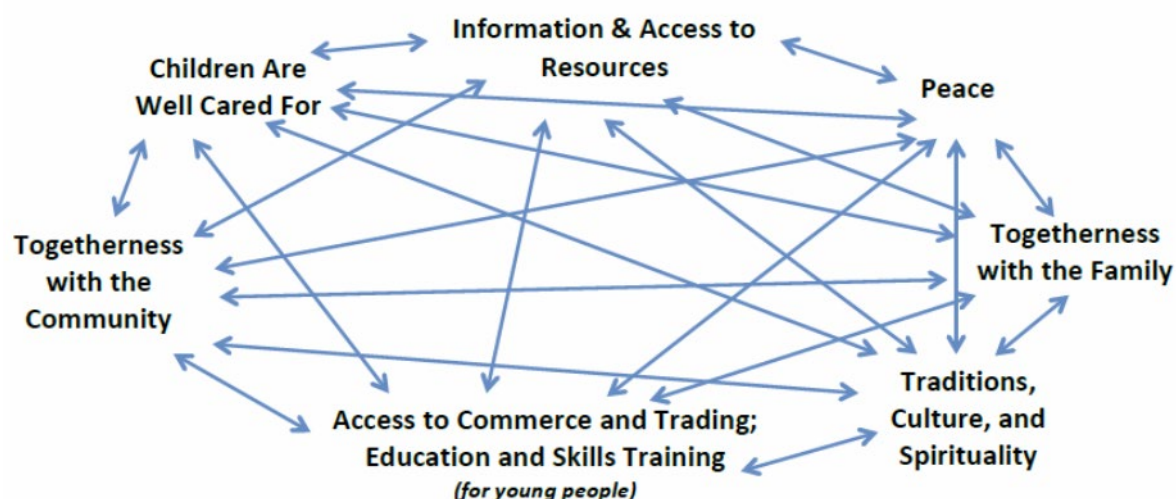 Information & Access to
Resources
Children Are
Well Cared For
Peace
Togetherness
with the
Community
Togetherness
with the Family
Traditions,
Culture, and
Spirituality
Access to Commerce and Trading;
Education and Skills Training
(for young people)